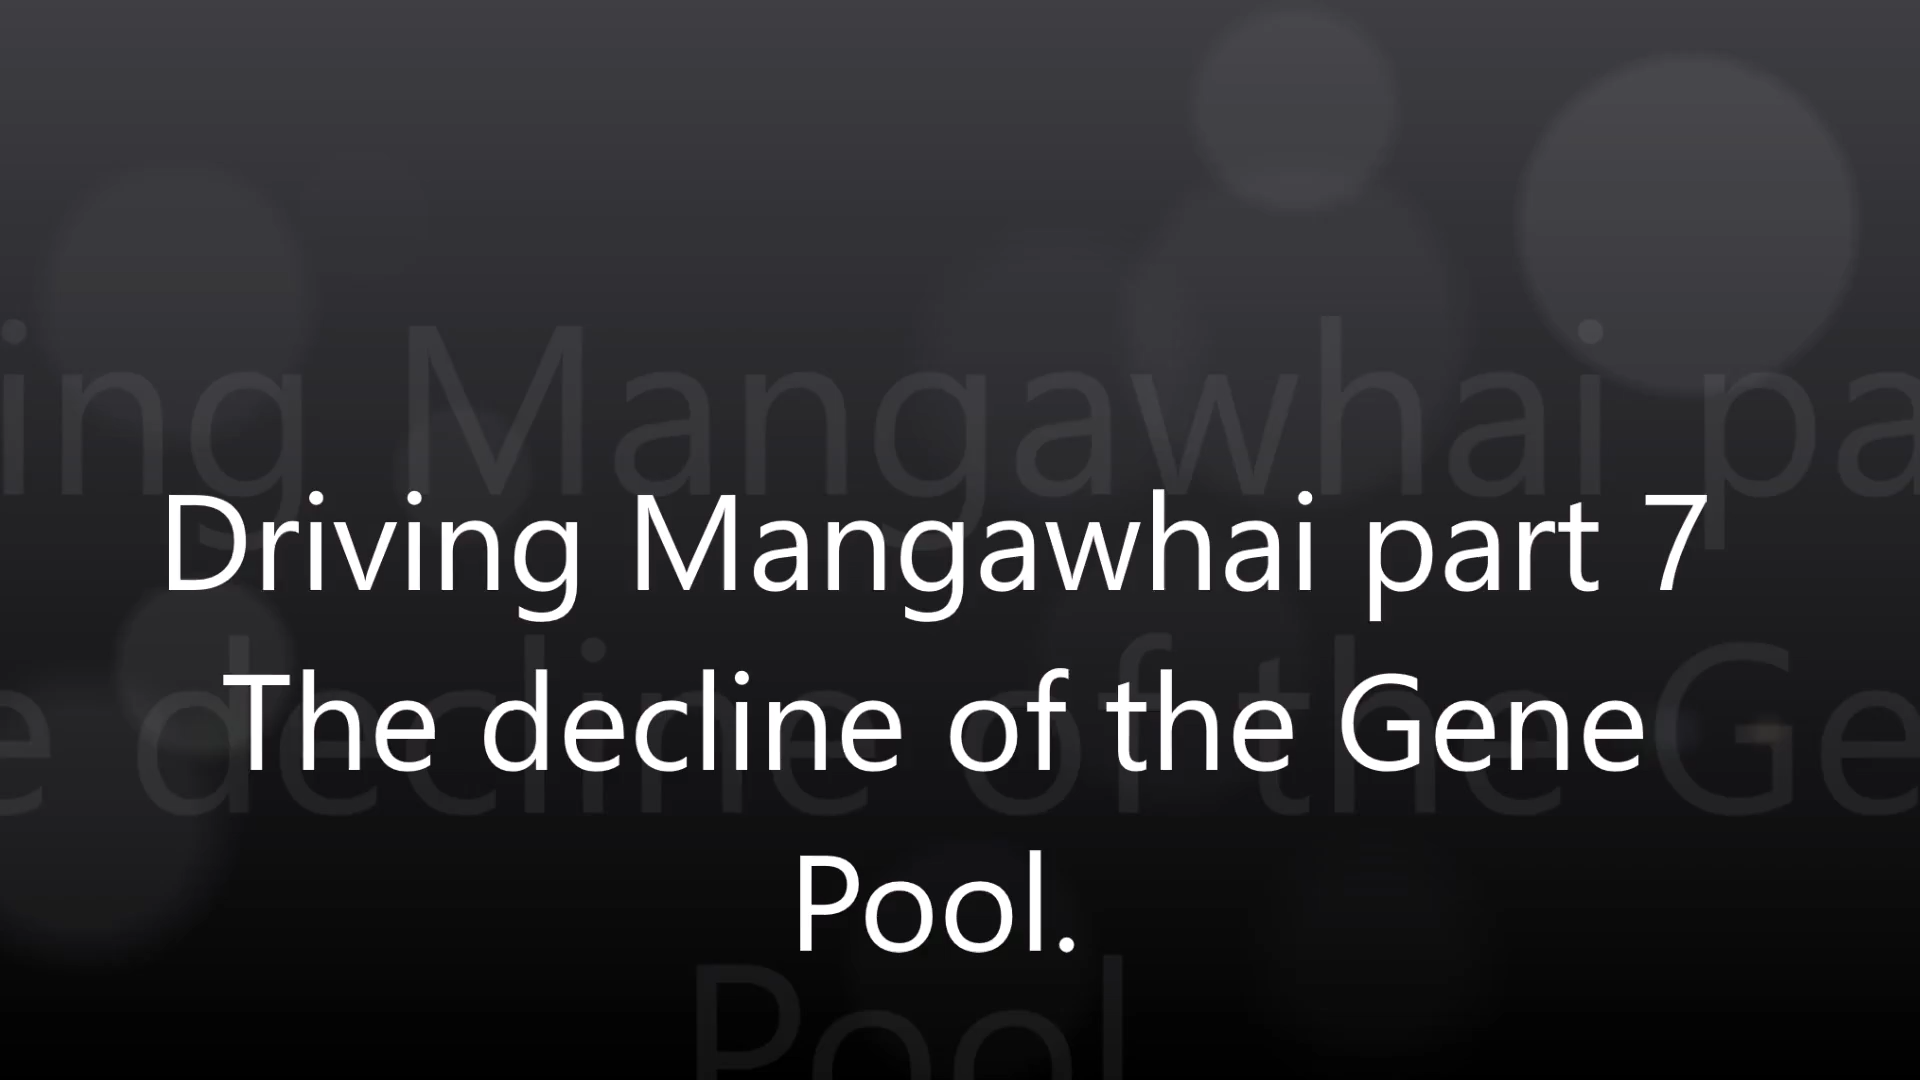 Driving Mangawhai part 7
The decline of the Gene
Pool.